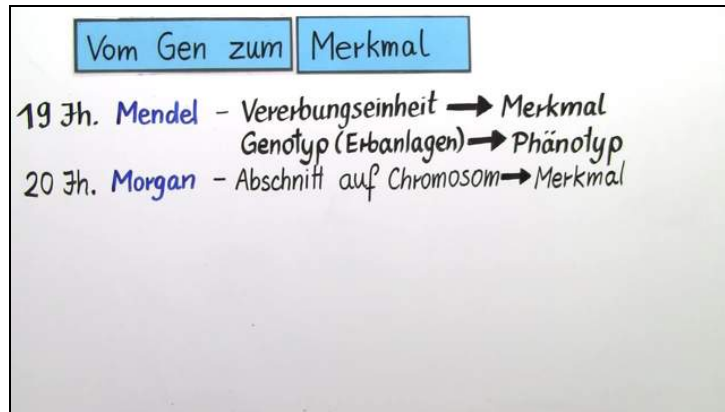 Vom Gen zum Merkmal
19 Jh. Mendel - Vererbungseinheit → Merkmal
Genotyp (Erbanlagen) → Phänotyp
20 Jh. Morgan - Abschnitt auf Chromosom → Merkmal